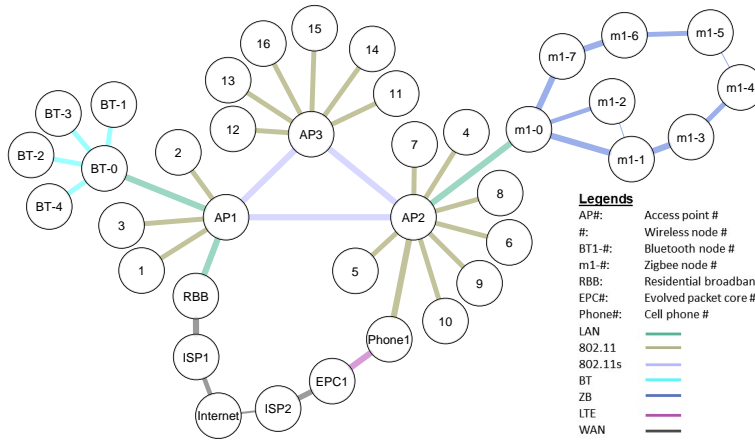 15
16
14
13
11
12
AP3
m1-6
m1-5
m1-7
m1-4
m1-2
m1-0
m1-3
m1-1
BT-1
BT-3
BT-2
BT-0
BT-4
2
3
1
AP1
7
4
AP2
8
6
5
9
10
RBB
ISP1
Internet
ISP2
EPC1
Phone1
Legends
AP#: Access point #
#: Wireless node #
BT1-#: Bluetooth node #
m1-#: Zigbee node #
RBB: Residential broadban
EPC#: Evolved packet core #
Phone#: Cell phone #
LAN
802.11
802.11s
BT
ZB
LTE
WAN